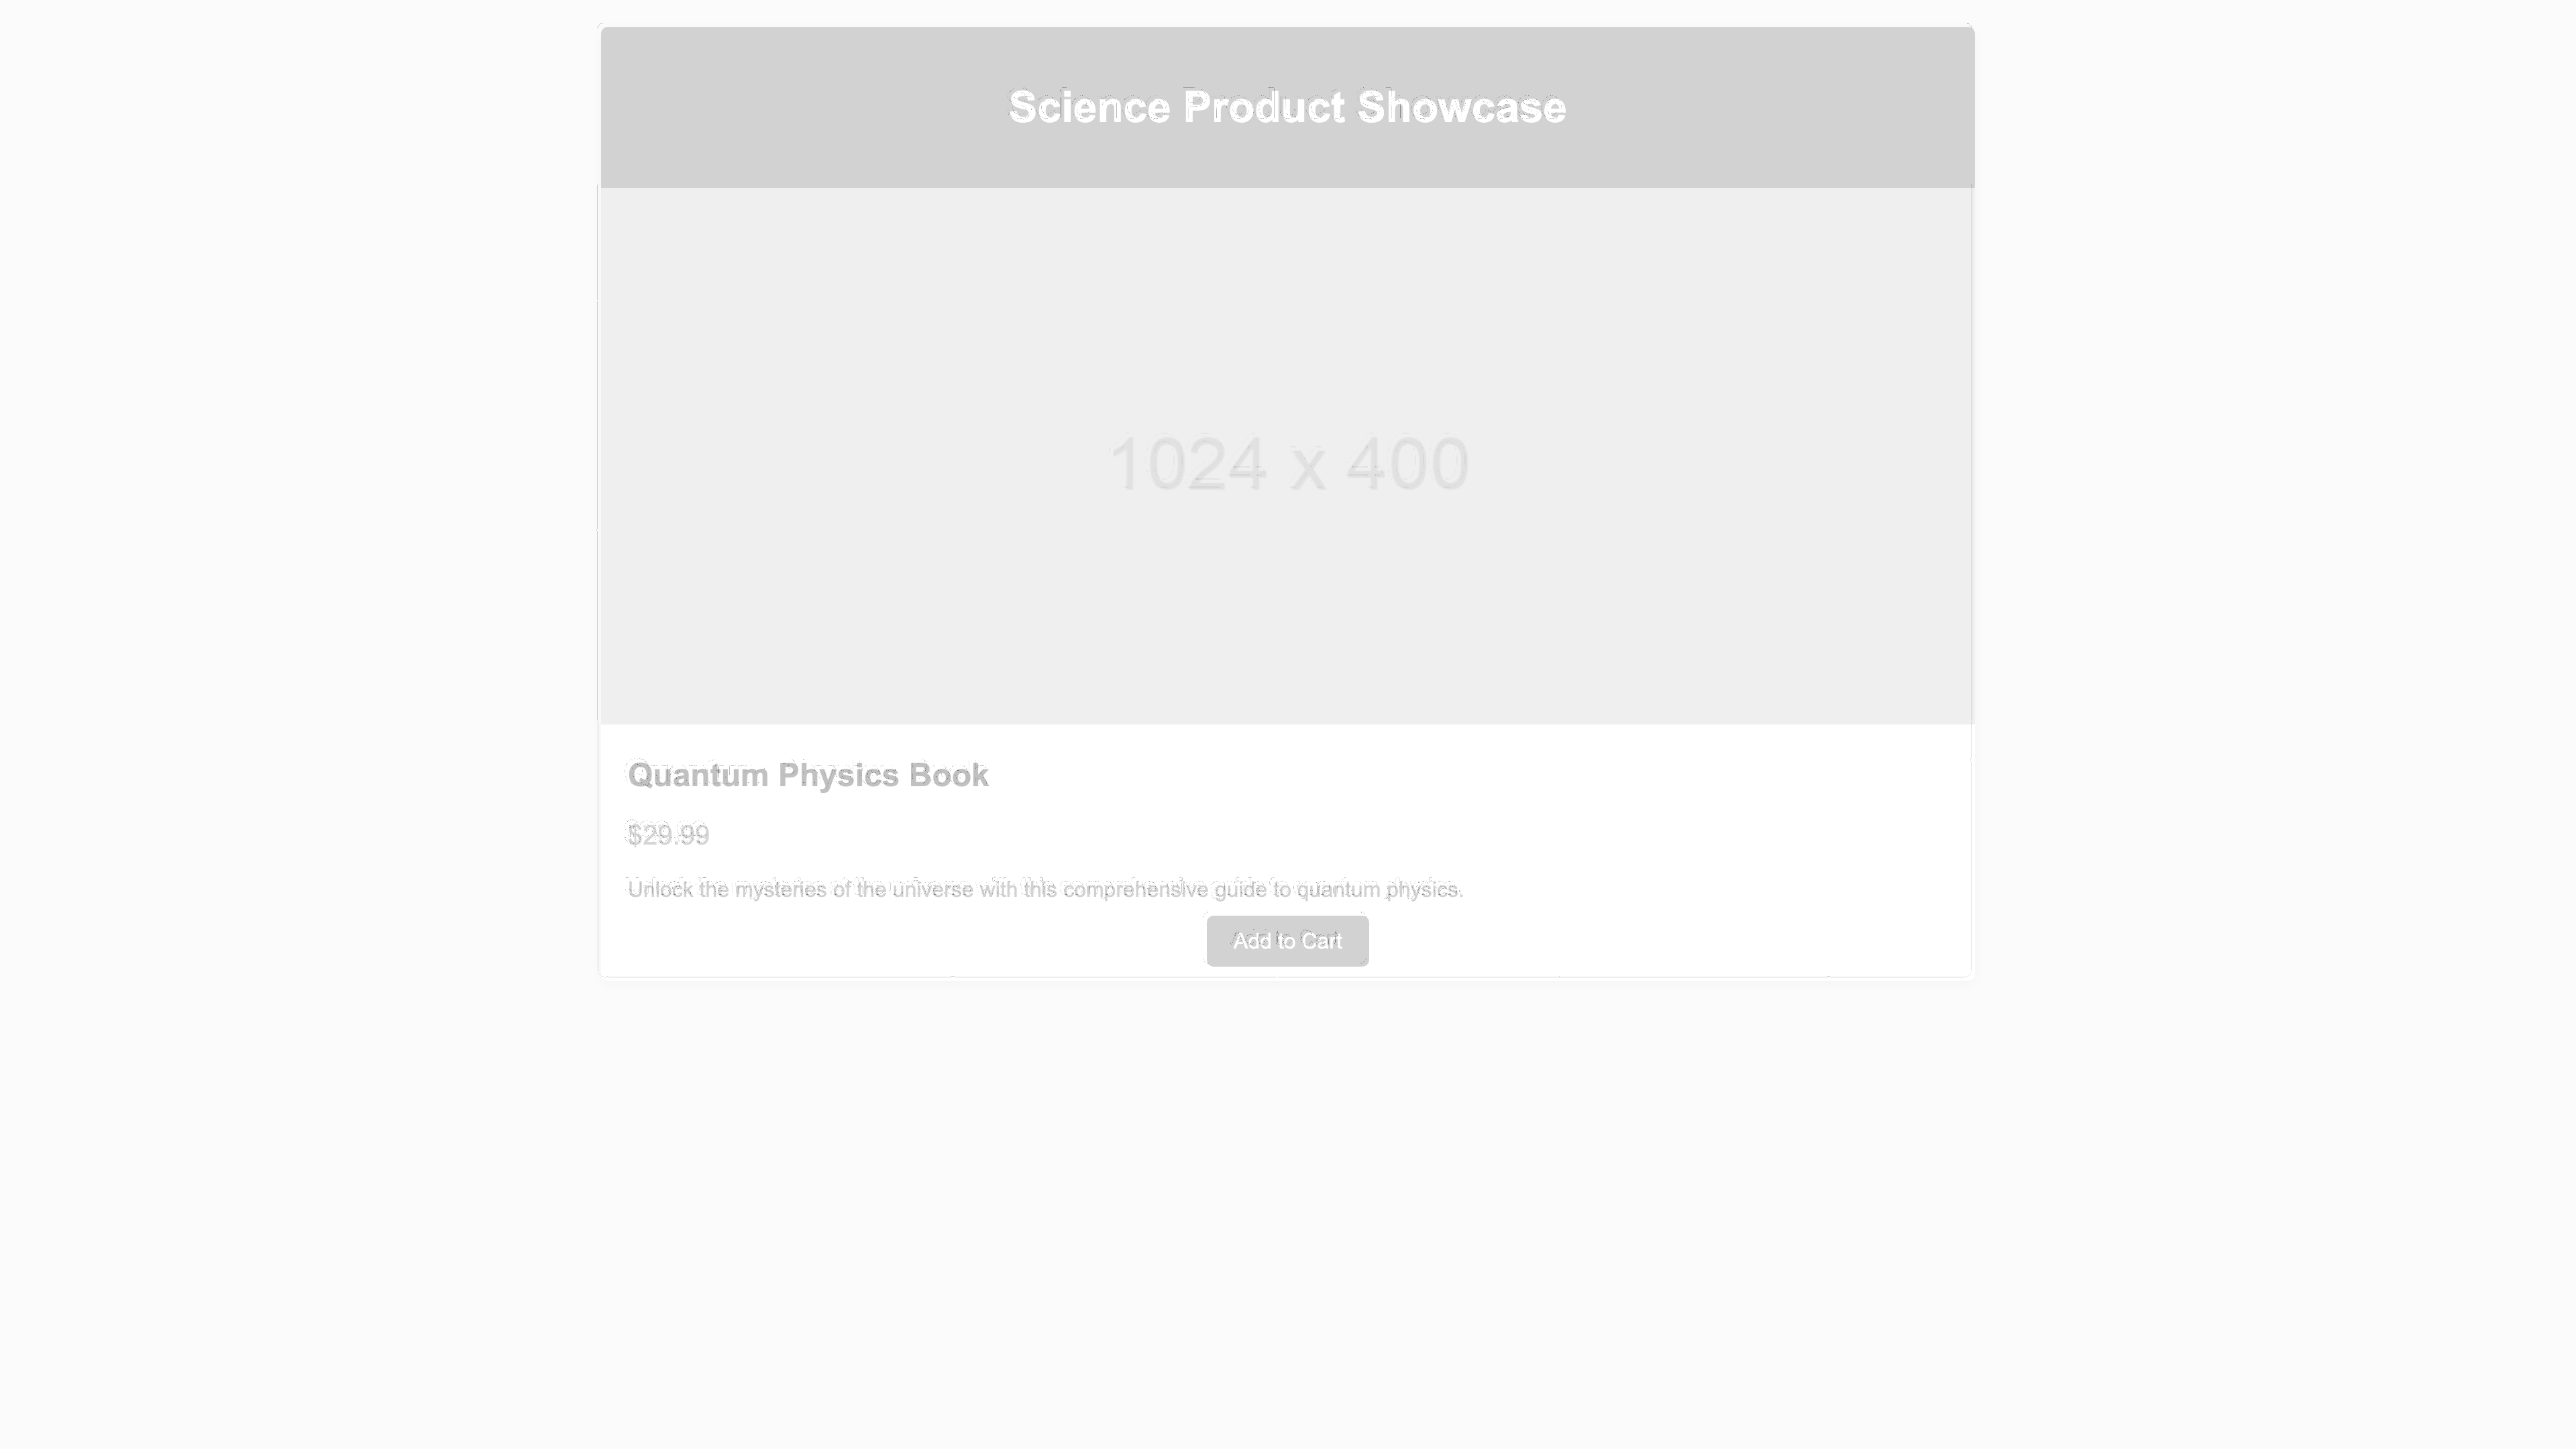 Science Product Showcase
1024 x 400
Quantum Physics Book
$29.99
Unlock the mysteries of the universe with this comprehensive guide to quantum physics.
Add to Cart